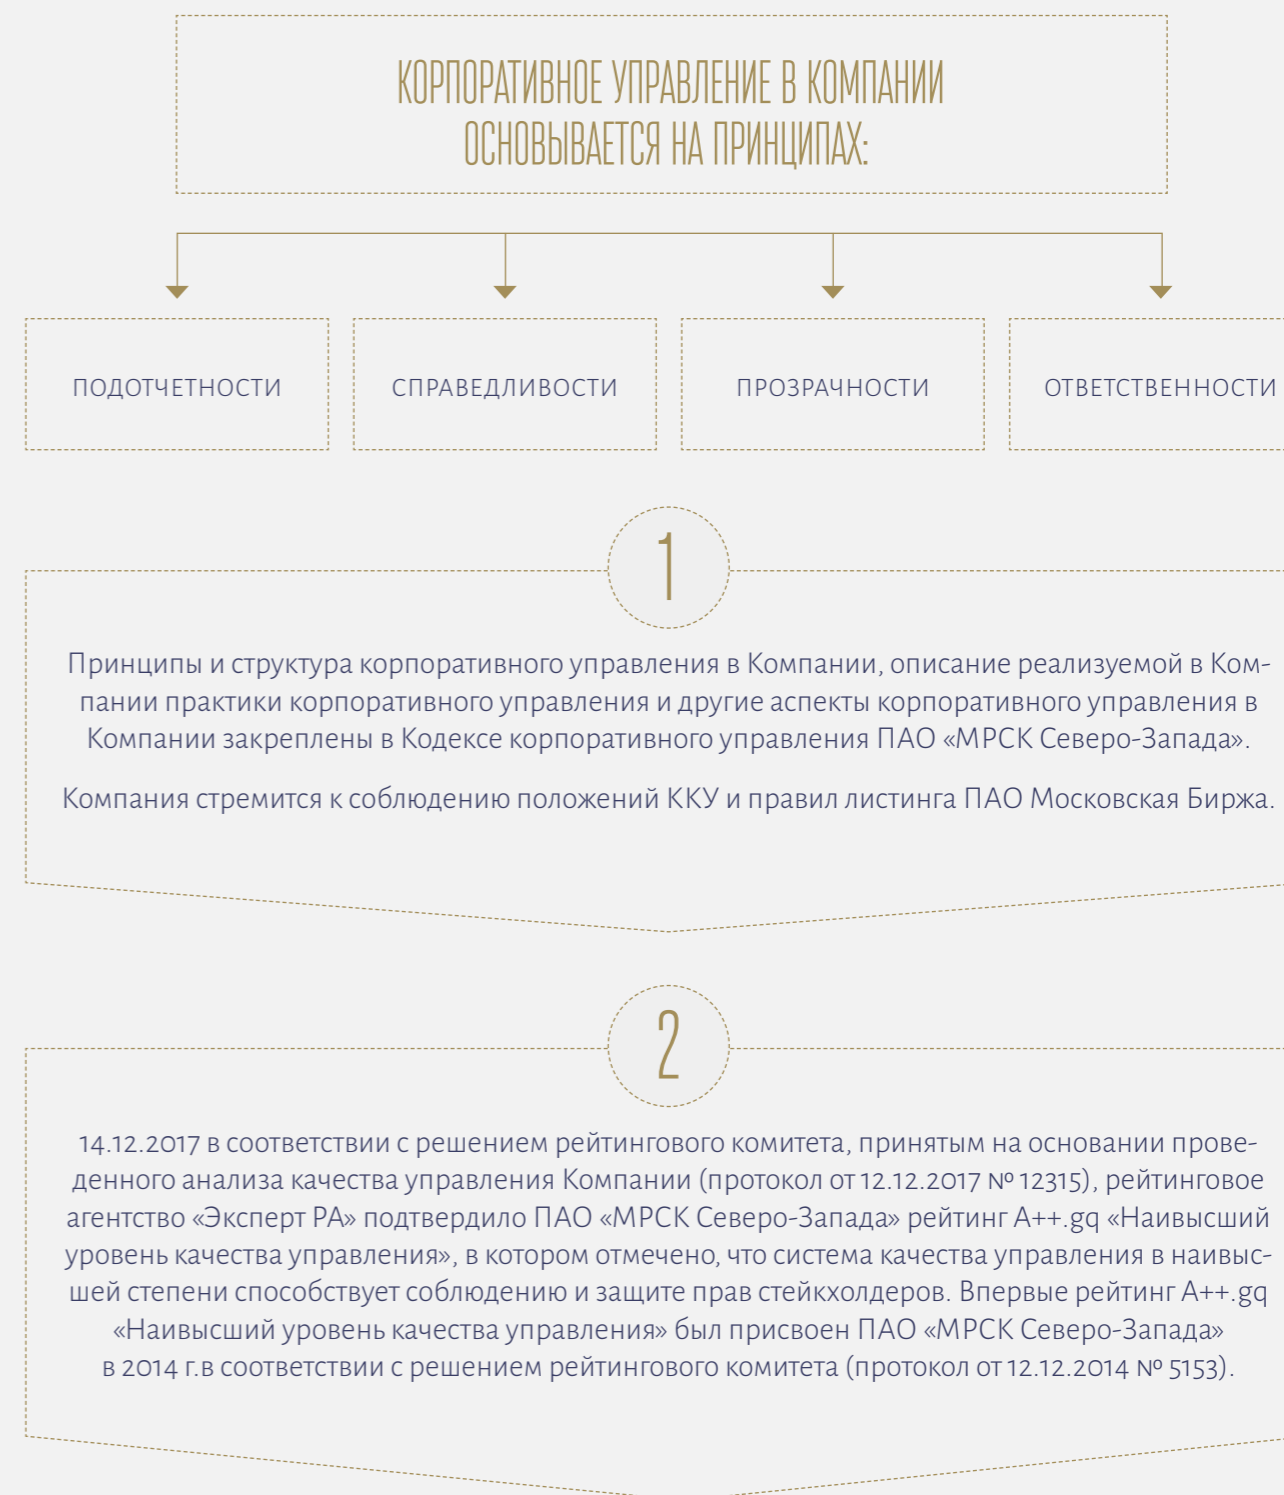 КОРПОРАТИВНОЕ УПРАВЛЕНИЕ В КОМПАНИИ
ОСНОВЫВАЕТСЯ НА ПРИНЦИПАХ:
ПОДОТЧЕТНОСТИ
СПРАВЕДЛИВОСТИ
ПРОЗРАЧНОСТИ
ОТВЕТСТВЕННОСТИ
1
Принципы и структура корпоративного управления в Компании, описание реализуемой в Ком-
пании практики корпоративного управления и другие аспекты корпоративного управления в
Компании закреплены в Кодексе корпоративного управления ПАО «МРСК Северо-Запада».
Компания стремится к соблюдению положений ККУ и правил листинга ПАО Московская Биржа.
2
14.12.2017 в соответствии с решением рейтингового комитета, принятым на основании прове-
денного анализа качества управления Компании (протокол от 12.12.2017 № 12315), рейтинговое
агентство «Эксперт РА» подтвердило ПАО «МРСК Северо-Запада» рейтинг А++.gq «Наивысший
уровень качества управления», в котором отмечено, что система качества управления в наивыс-
шей степени способствует соблюдению и защите прав стейкхолдеров. Впервые рейтинг А++.gq
«Наивысший уровень качества управления» был присвоен ПАО «МРСК Северо-Запада»
в 2014 г.в соответствии с решением рейтингового комитета (протокол от 12.12.2014 № 5153).